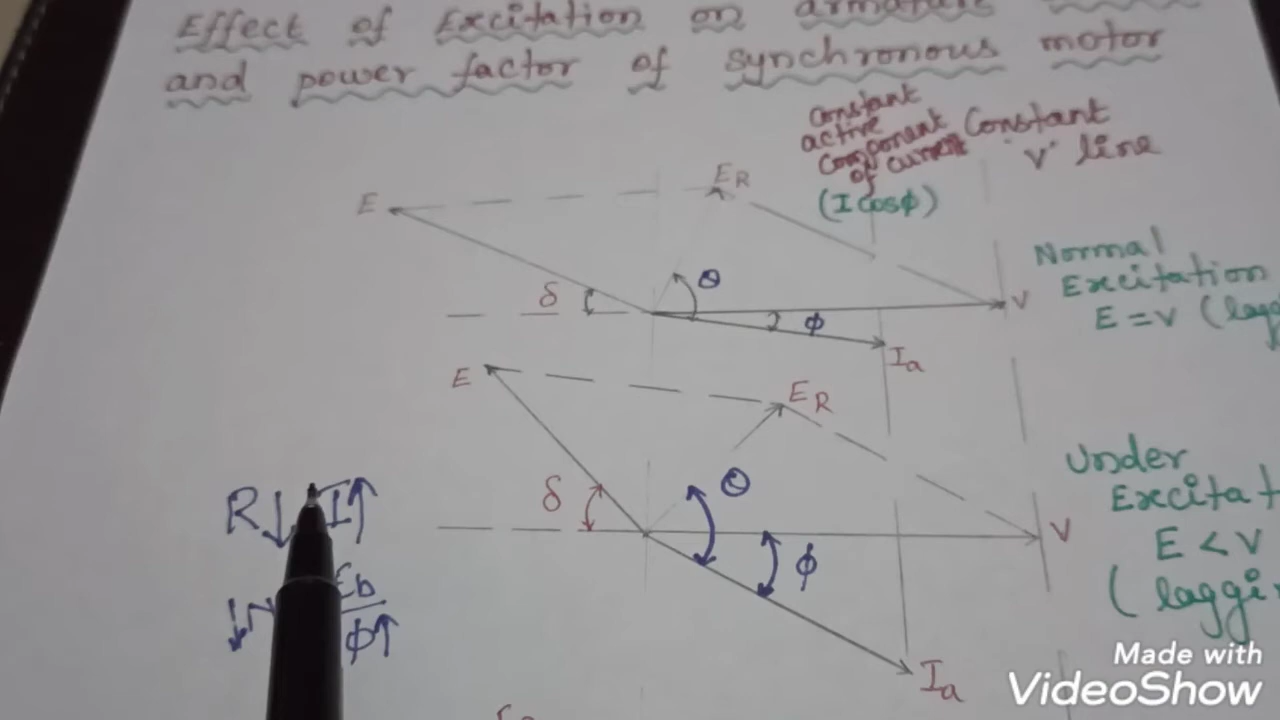 Effect of Excitation on
and power factor of synchronous motor
constant
active
component
of current
(I cosϕ)
Constant
'V' line
E
E_R
θ
δ
ϕ
V
I_a
Normal
Excitation
E = V
E
E_R
θ
δ
ϕ
V
I_a
Under
E < V
R↓ I↑
ϕ↑
Made with
VideoShow